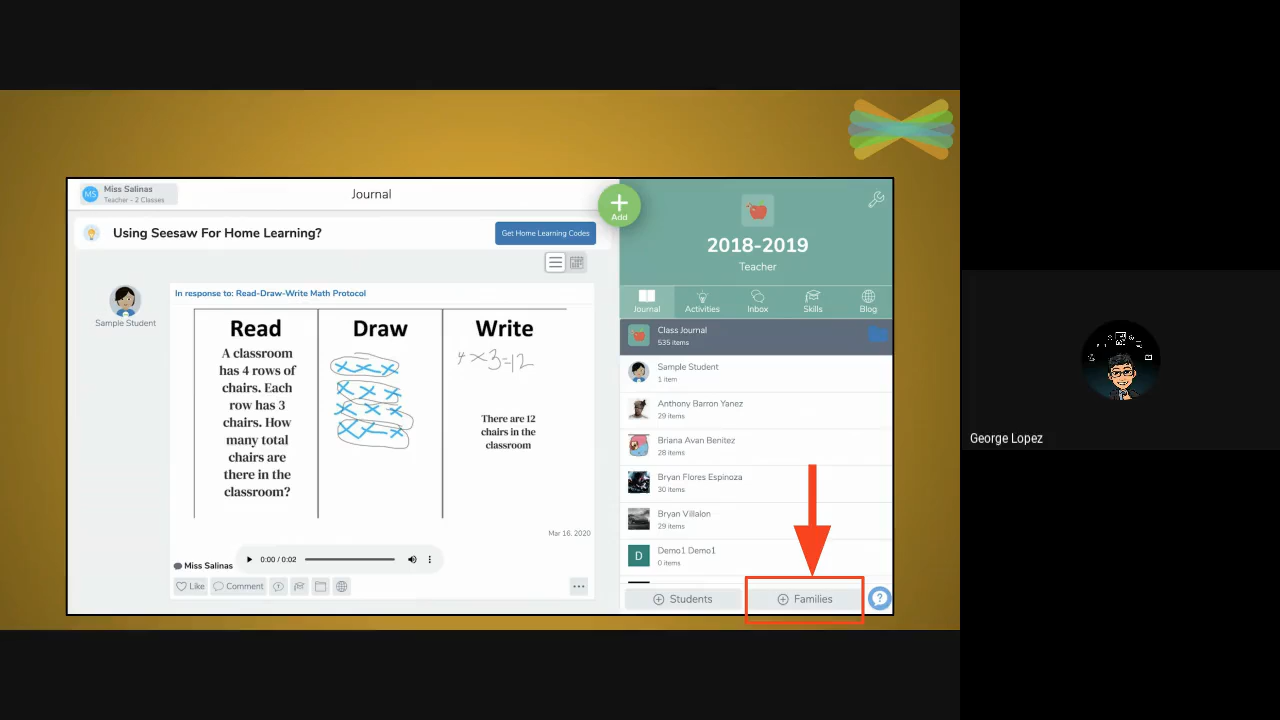 MS
Miss Salinas
Teacher - 2 Classes
Journal
Add
Using Seesaw For Home Learning?
Get Home Learning Codes
Sample Student
In response to: Read-Draw-Write Math Protocol
Read
A classroom
has 4 rows of
chairs. Each
row has 3
chairs. How
many total
chairs are
there in the
classroom?
Draw
Write
4 x 3 = 12
There are 12
chairs in the
classroom
Mar 16, 2020
Miss Salinas
0:00 / 0:02
Like
Comment
2018-2019
Teacher
Journal
Activities
Inbox
Skills
Blog
Class Journal
535 items
Sample Student
1 item
Anthony Barron Yanez
29 items
Briana Avan Benitez
28 items
Bryan Flores Espinoza
30 items
Bryan Villalon
29 items
D
Demo1 Demo1
0 items
Students
Families
?
George Lopez